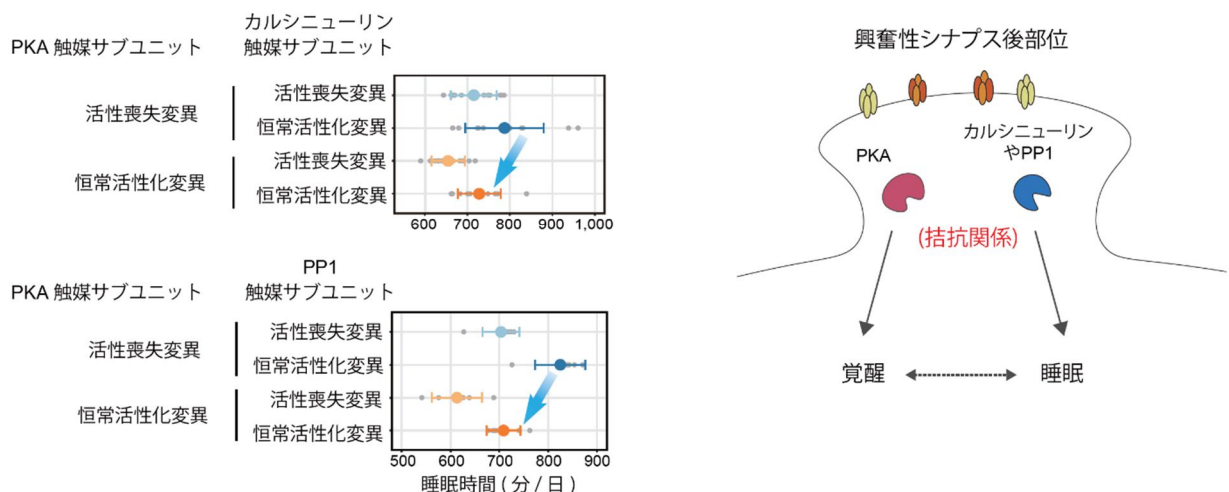 カルシニューリン
PKA 触媒サブユニット 触媒サブユニット
活性喪失変異
活性喪失変異
恒常活性化変異
恒常活性化変異
活性喪失変異
恒常活性化変異
600 700 800 900 1,000
PP1
PKA 触媒サブユニット 触媒サブユニット
活性喪失変異
活性喪失変異
恒常活性化変異
恒常活性化変異
活性喪失変異
恒常活性化変異
500 600 700 800 900
睡眠時間 ( 分 / 日 )
興奮性シナプス後部位
カルシニューリン
やPP1
PKA
(拮抗関係)
覚醒 睡眠